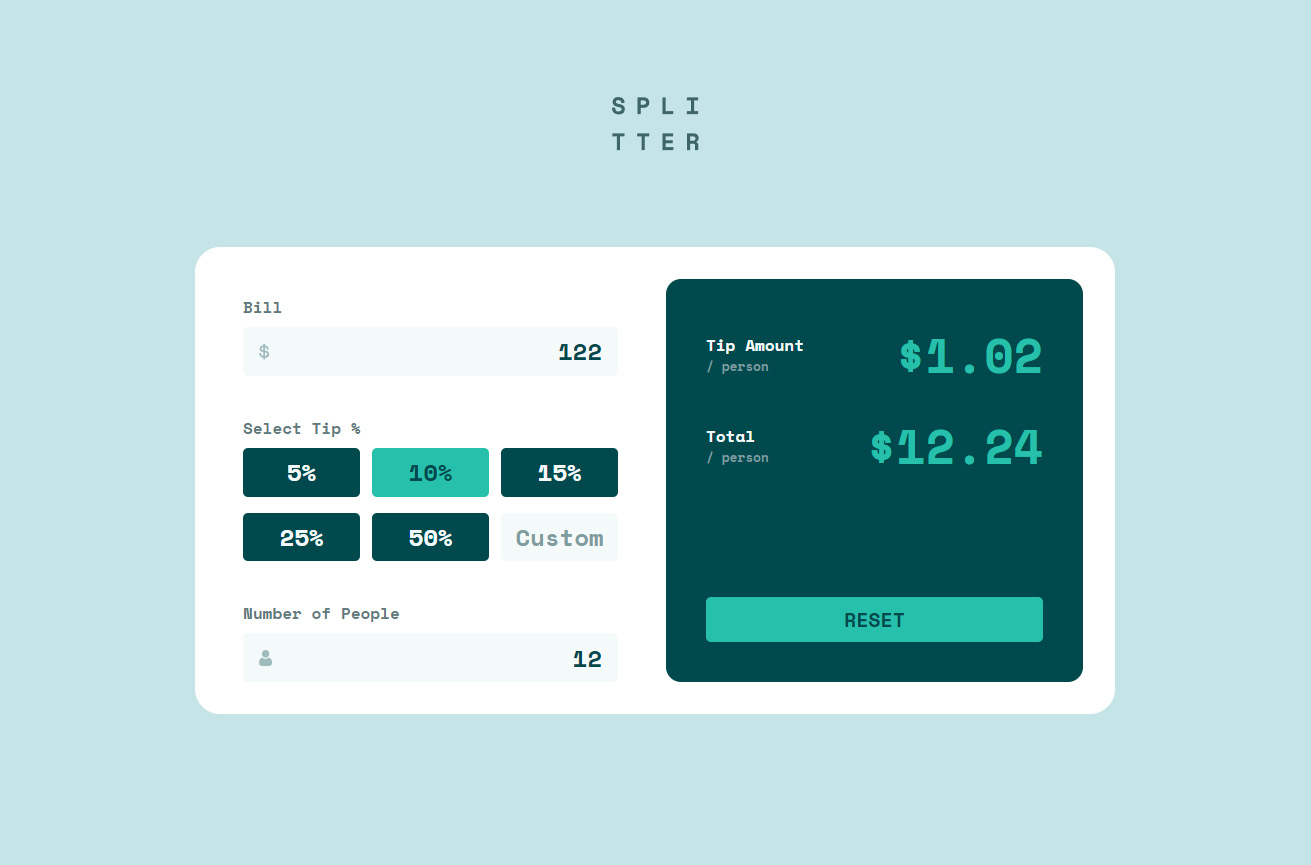 SPLI
TTER
Bill
$
122
Select Tip %
5%
10%
15%
25%
50%
Custom
Number of People
12
Tip Amount
/ person
$1.02
Total
/ person
$12.24
RESET